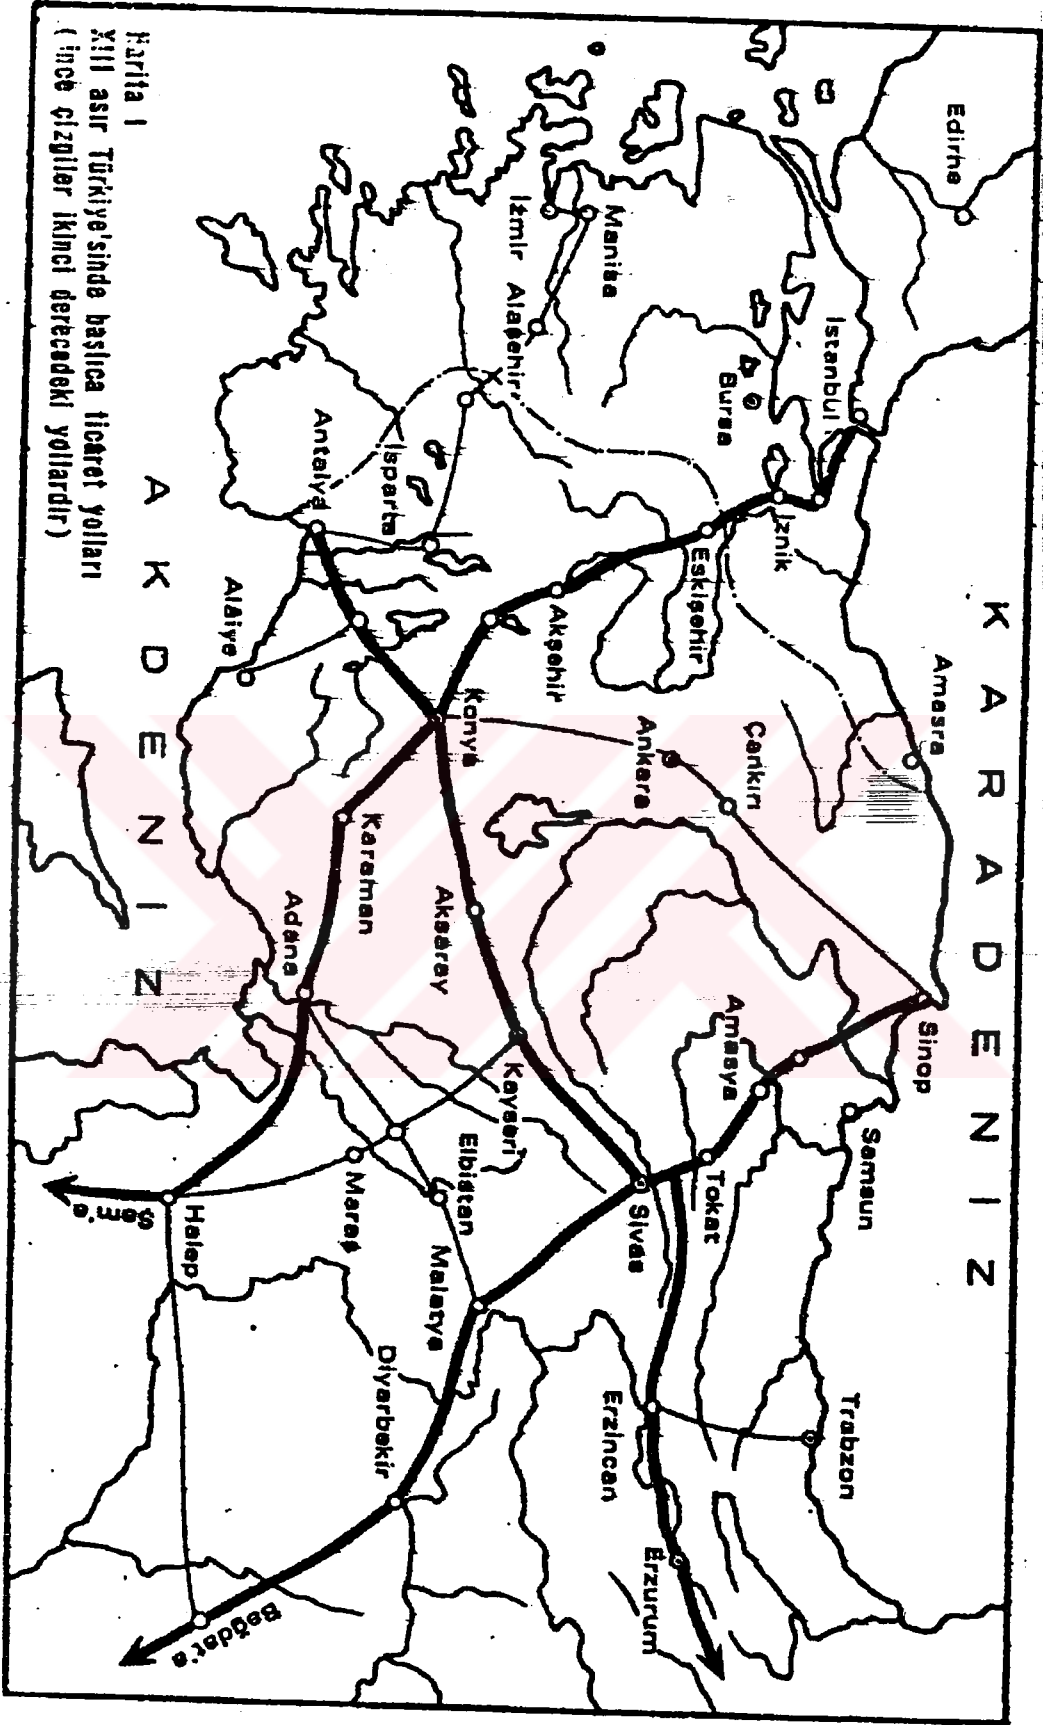 KARADENİZ
Edirne
İstanbul
İznik
Bursa
Eskişehir
Amasra
Çankırı
Ankara
Sinop
Samsun
Amasya
Tokat
Sivas
Trabzon
Erzincan
Erzurum
Manisa
İzmir
Alaşehir
Isparta
Antalya
Alâiye
Akşehir
Konya
Karaman
Aksaray
Kayseri
Adana
Elbistan
Maraş
Malatya
Diyarbekir
Halep
Şam'a
Bağdat'a
AKDENİZ
Harita I
XIII asır Türkiye'sinde başlıca ticaret yolları
(ince çizgiler ikinci derecedeki yollardır)